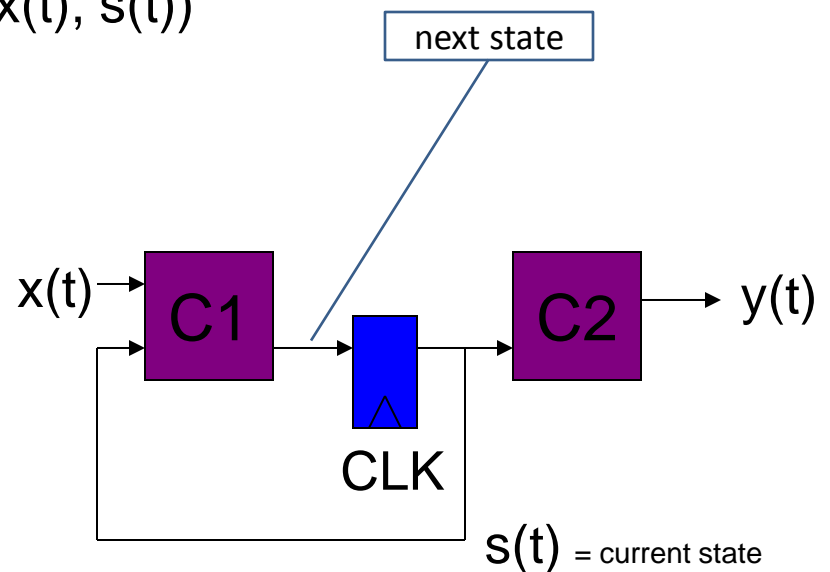 x(t), s(t))
next state
x(t)
C1
C2
y(t)
CLK
s(t) = current state